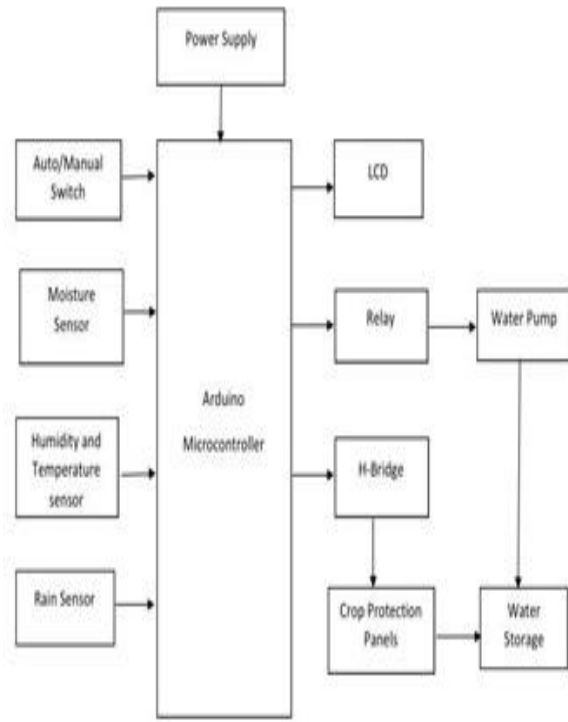 Power Supply
Auto/Manual
Switch
LCD
Moisture
Sensor
Relay
Water Pump
Arduino
Microcontroller
Humidity and
Temperature
sensor
H-Bridge
Rain Sensor
Crop Protection
Panels
Water
Storage